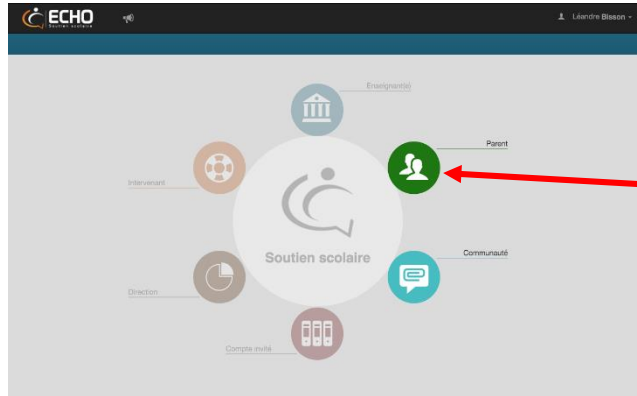 ECHO
Soutien scolaire
Léandre Bisson
Enseignant(e)
Parent
Intervenant
Soutien scolaire
Communauté
Direction
Compte invité